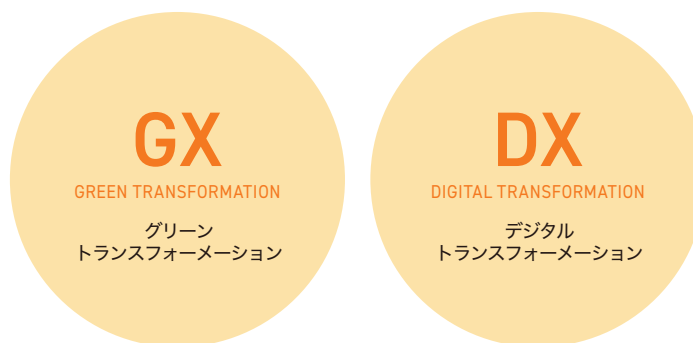 GX
GREEN TRANSFORMATION
グリーン
トランスフォーメーション
DX
DIGITAL TRANSFORMATION
デジタル
トランスフォーメーション